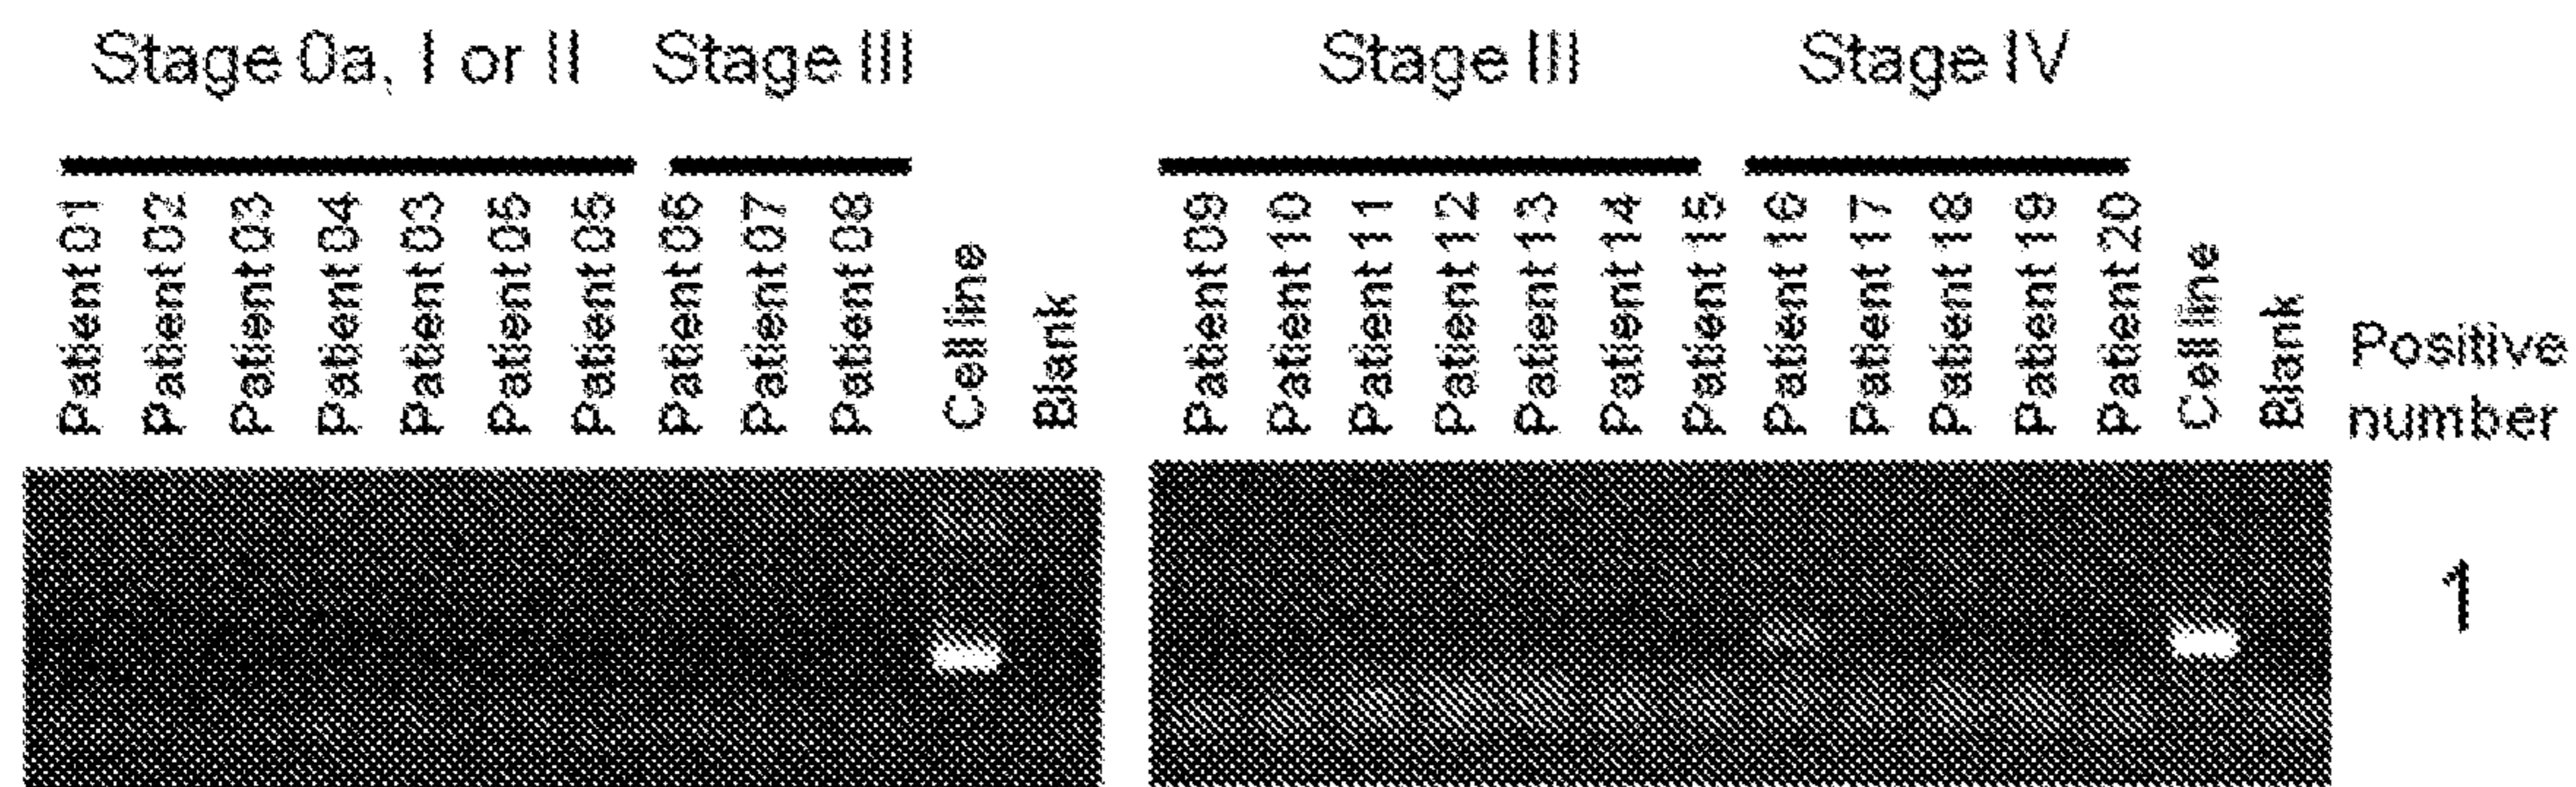 Stage 0a, I or II Stage III Stage III Stage IV
Patient 01
Patient 02
Patient 03
Patient 04
Patient 03
Patient 05
Patient 05
Patient 06
Patient 07
Patient 08
Cell line
Blank
Patient 09
Patient 10
Patient 11
Patient 12
Patient 13
Patient 14
Patient 15
Patient 16
Patient 17
Patient 18
Patient 19
Patient 20
Cell line
Blank
Positive
number
1